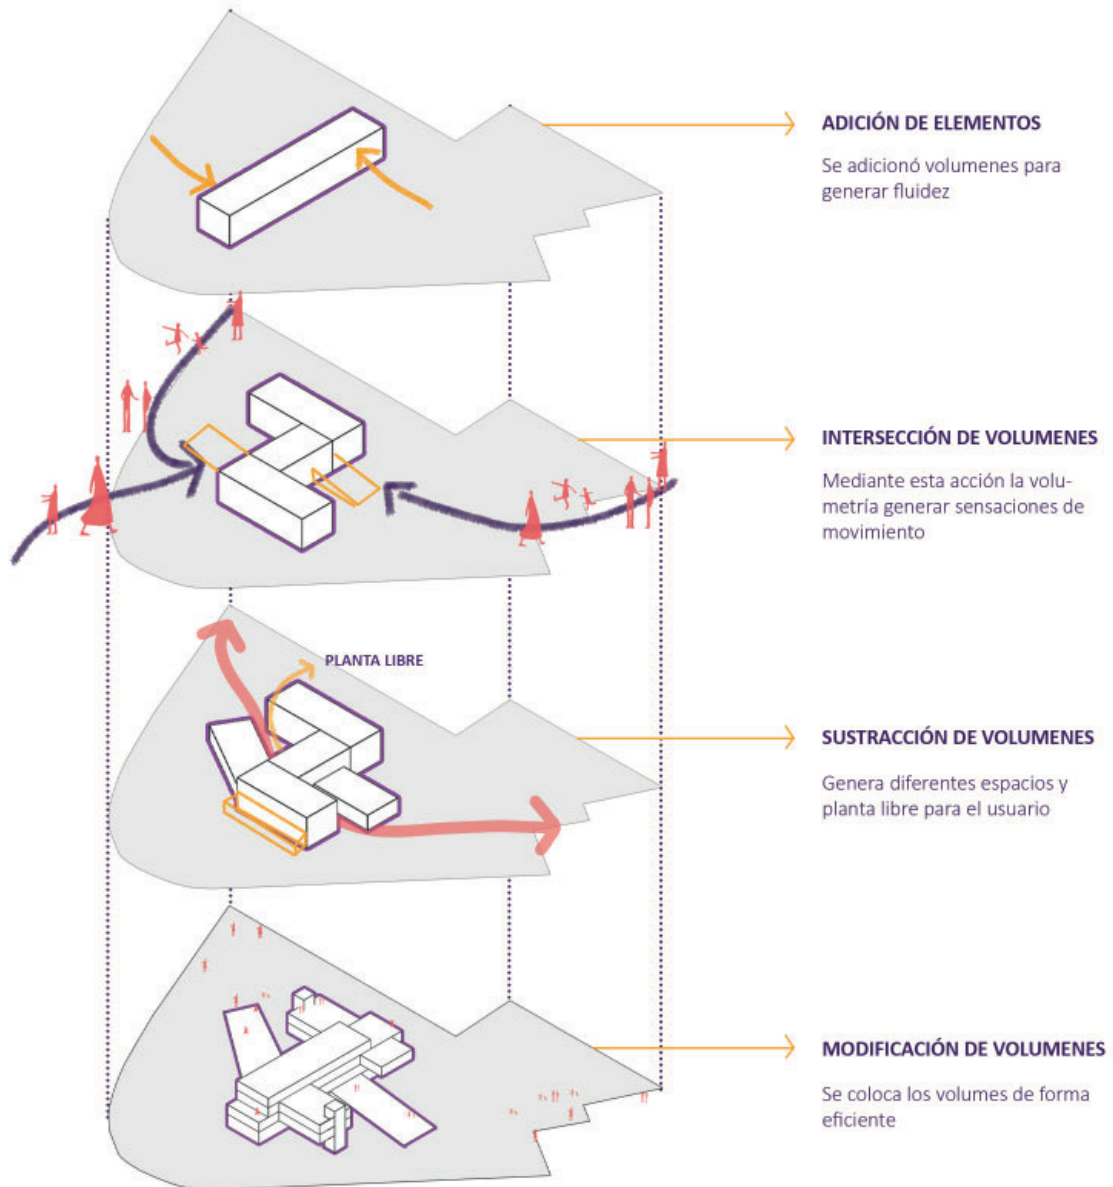 ADICIÓN DE ELEMENTOS
Se adicionó volumenes para
generar fluidez
INTERSECCIÓN DE VOLUMENES
Mediante esta acción la volu-
metría generar sensaciones de
movimiento
PLANTA LIBRE
SUSTRACCIÓN DE VOLUMENES
Genera diferentes espacios y
planta libre para el usuario
MODIFICACIÓN DE VOLUMENES
Se coloca los volumes de forma
eficiente